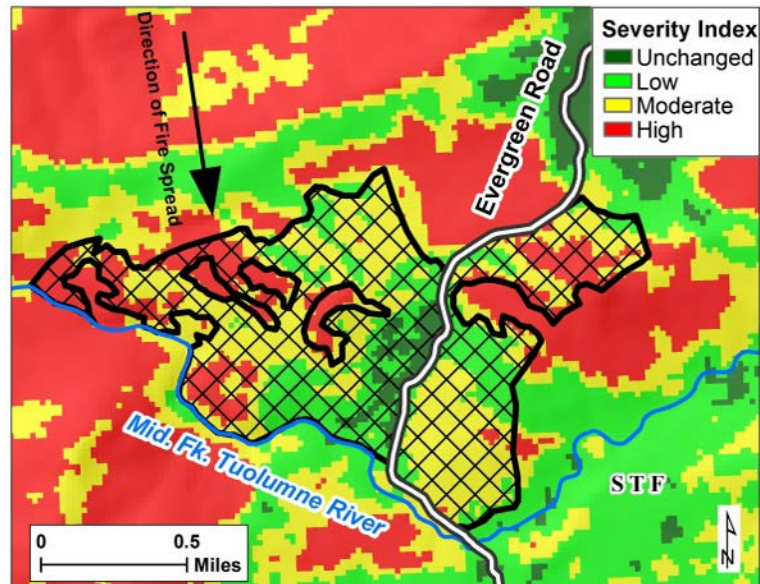 Severity Index
Unchanged
Low
Moderate
High
Direction of Fire Spread
Evergreen Road
Mid. Fk. Tuolumne River
STF
0 0.5
Miles
N